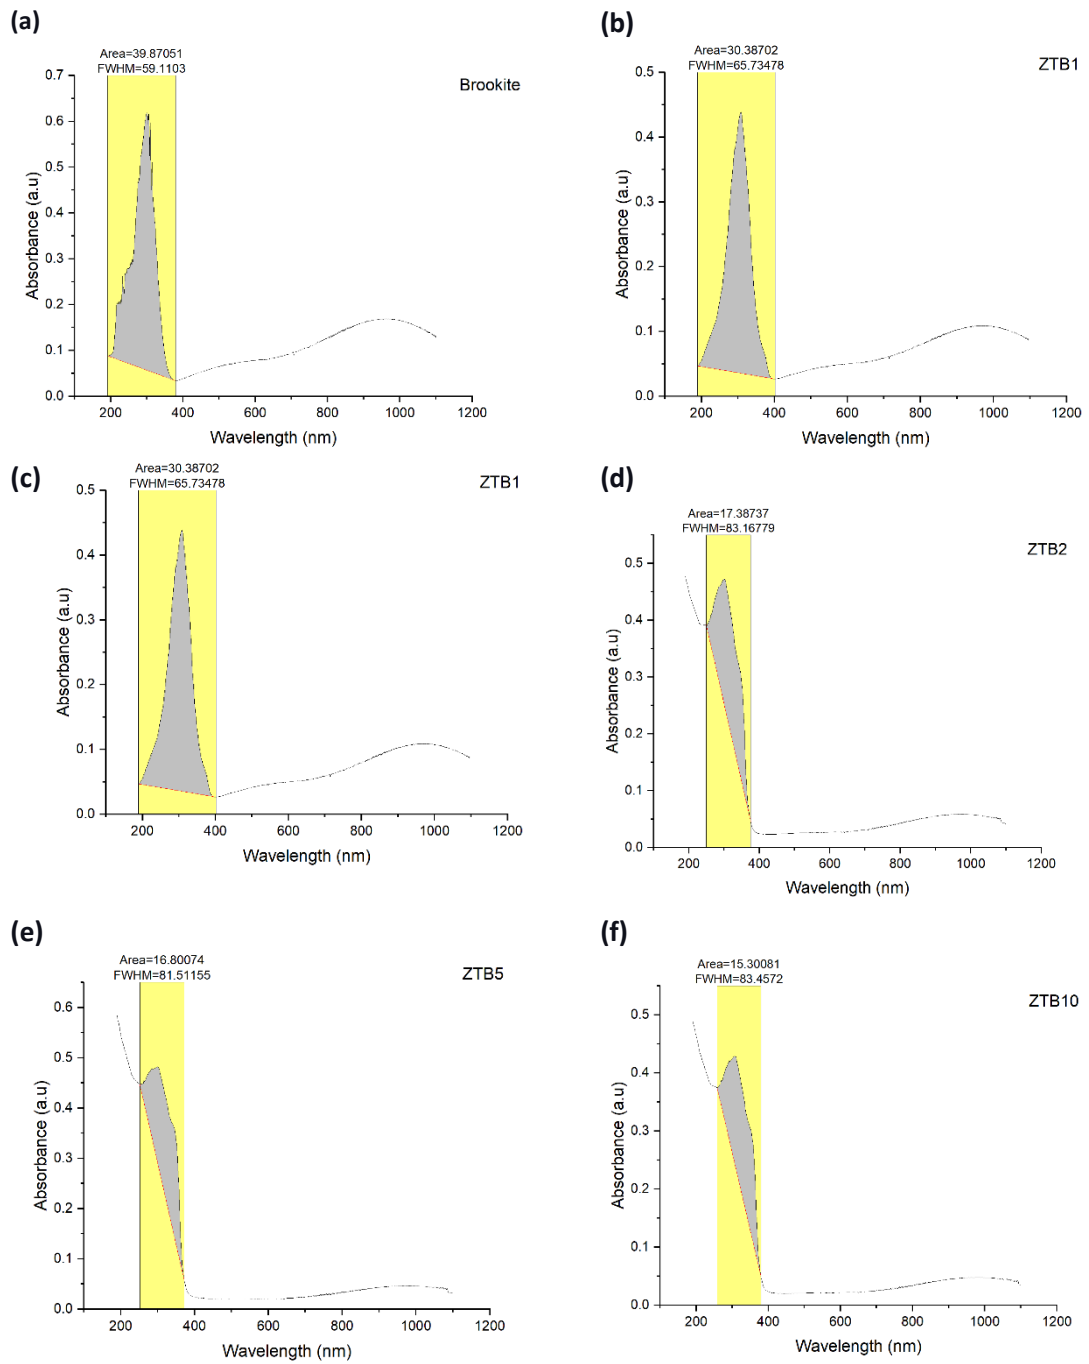 (a)
Area=39.87051
FWHM=59.1103
Brookite
0.7
0.6
0.5
0.4
0.3
0.2
0.1
0.0
Absorbance (a.u)
200 400 600 800 1000 1200
Wavelength (nm)
(b)
Area=30.38702
FWHM=65.73478
ZTB1
0.5
0.4
0.3
0.2
0.1
0.0
Absorbance (a.u)
200 400 600 800 1000 1200
Wavelength (nm)
(c)
Area=30.38702
FWHM=65.73478
ZTB1
0.5
0.4
0.3
0.2
0.1
0.0
Absorbance (a.u)
200 400 600 800 1000 1200
Wavelength (nm)
(d)
Area=17.38737
FWHM=83.16779
ZTB2
0.5
0.4
0.3
0.2
0.1
0.0
Absorbance (a.u)
200 400 600 800 1000 1200
Wavelength (nm)
(e)
Area=16.80074
FWHM=81.51155
ZTB5
0.6
0.5
0.4
0.3
0.2
0.1
0.0
Absorbance (a.u)
200 400 600 800 1000 1200
Wavelength (nm)
(f)
Area=15.30081
FWHM=83.4572
ZTB10
0.5
0.4
0.3
0.2
0.1
0.0
Absorbance (a.u)
200 400 600 800 1000 1200
Wavelength (nm)